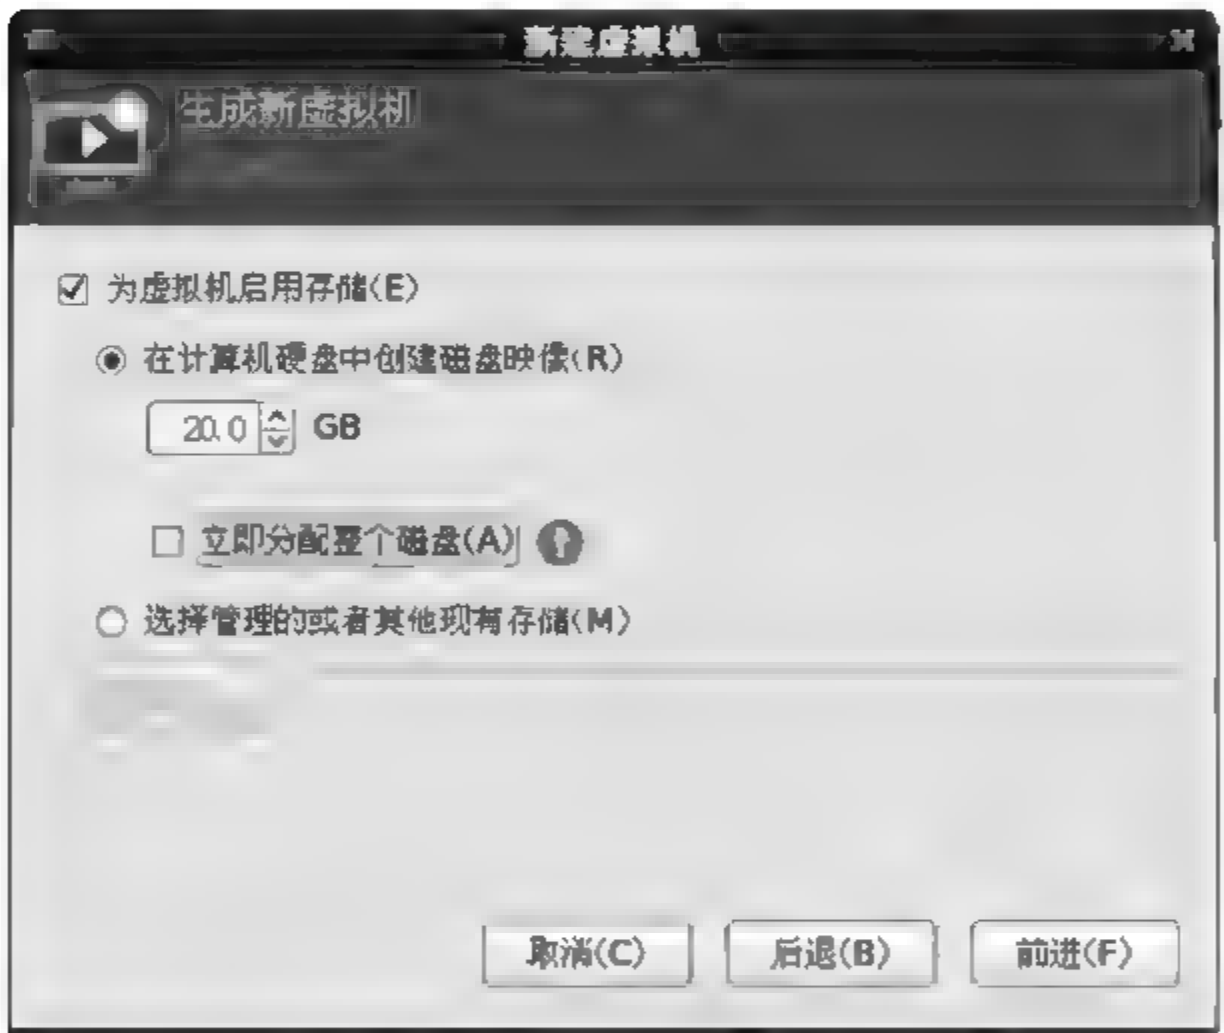 新建虚拟机
生成新虚拟机
为虚拟机启用存储(E)
在计算机硬盘中创建磁盘映像(R)
20.0 GB
立即分配整个磁盘(A)
选择管理的或者其他现有存储(M)
取消(C) 后退(B) 前进(F)